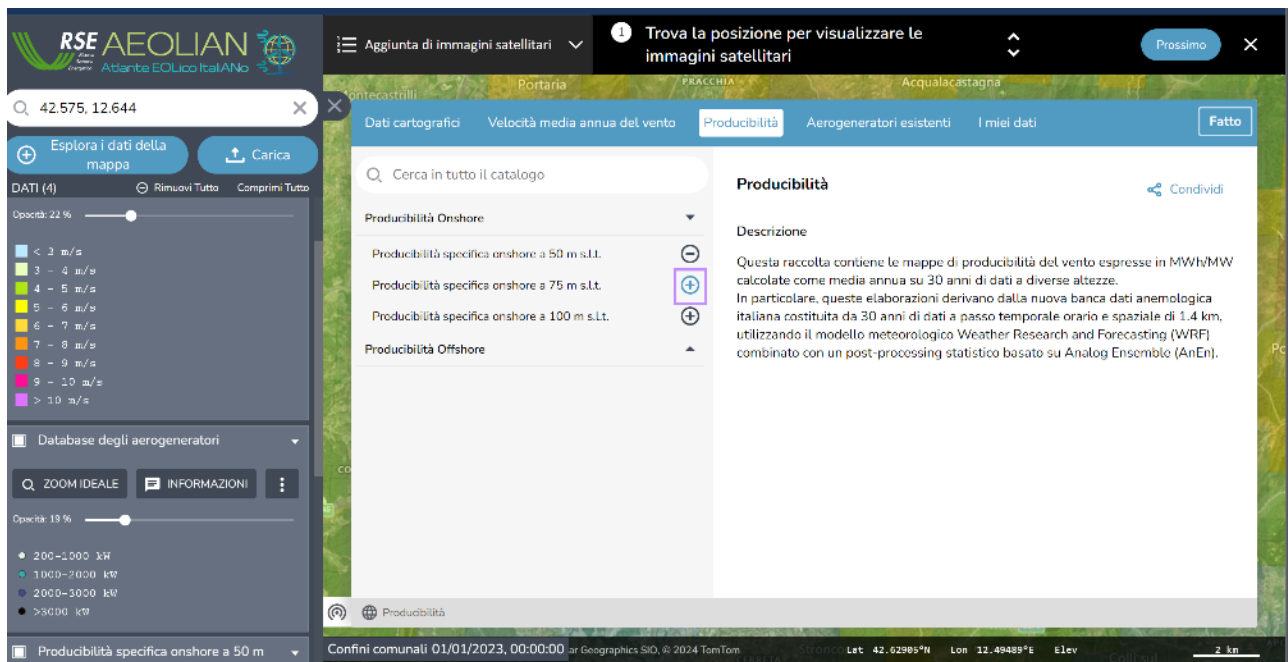 RSE AEOLIAN
Atlante EOLico ItalIANo
Aggiunta di immagini satellitari
1
Trova la posizione per visualizzare le
immagini satellitari
Prossimo
Portaria
PRACCHIA
Acqualacastagna
42.575, 12.644
Esplora i dati della
mappa
Carica
DATI (4)
Rimuovi Tutto
Comprimi Tutto
Opacità: 22 %
< 3 m/s
3 - 4 m/s
4 - 5 m/s
5 - 6 m/s
6 - 7 m/s
7 - 8 m/s
8 - 9 m/s
9 - 10 m/s
> 10 m/s
Database degli aerogeneratori
ZOOM IDEALE
INFORMAZIONI
Opacità: 19 %
200-1000 kW
1000-2000 kW
2000-3000 kW
>3000 kW
Producibilità specifica onshore a 50 m
Dati cartografici
Velocità media annua del vento
Producibilità
Aerogeneratori esistenti
I miei dati
Fatto
Cerca in tutto il catalogo
Producibilità Onshore
Producibilità specifica onshore a 50 m s.l.t.
Producibilità specifica onshore a 75 m s.l.t.
Producibilità specifica onshore a 100 m s.l.t.
Producibilità Offshore
Producibilità
Condividi
Descrizione
Questa raccolta contiene le mappe di producibilità del vento espresse in MWh/MW
calcolate come media annua su 30 anni di dati a diverse altezze.
In particolare, queste elaborazioni derivano dalla nuova banca dati anemologica
italiana costituita da 30 anni di dati a passo temporale orario e spaziale di 1.4 km,
utilizzando il modello meteorologico Weather Research and Forecasting (WRF)
combinato con un post-processing statistico basato su Analog Ensemble (AnEn).
Producibilità
Confini comunali 01/01/2023, 00:00:00
ar Geographics SIO, © 2024 TomTom
Lat 42.62905°N
Lon 12.49489°E
Elev
2 km